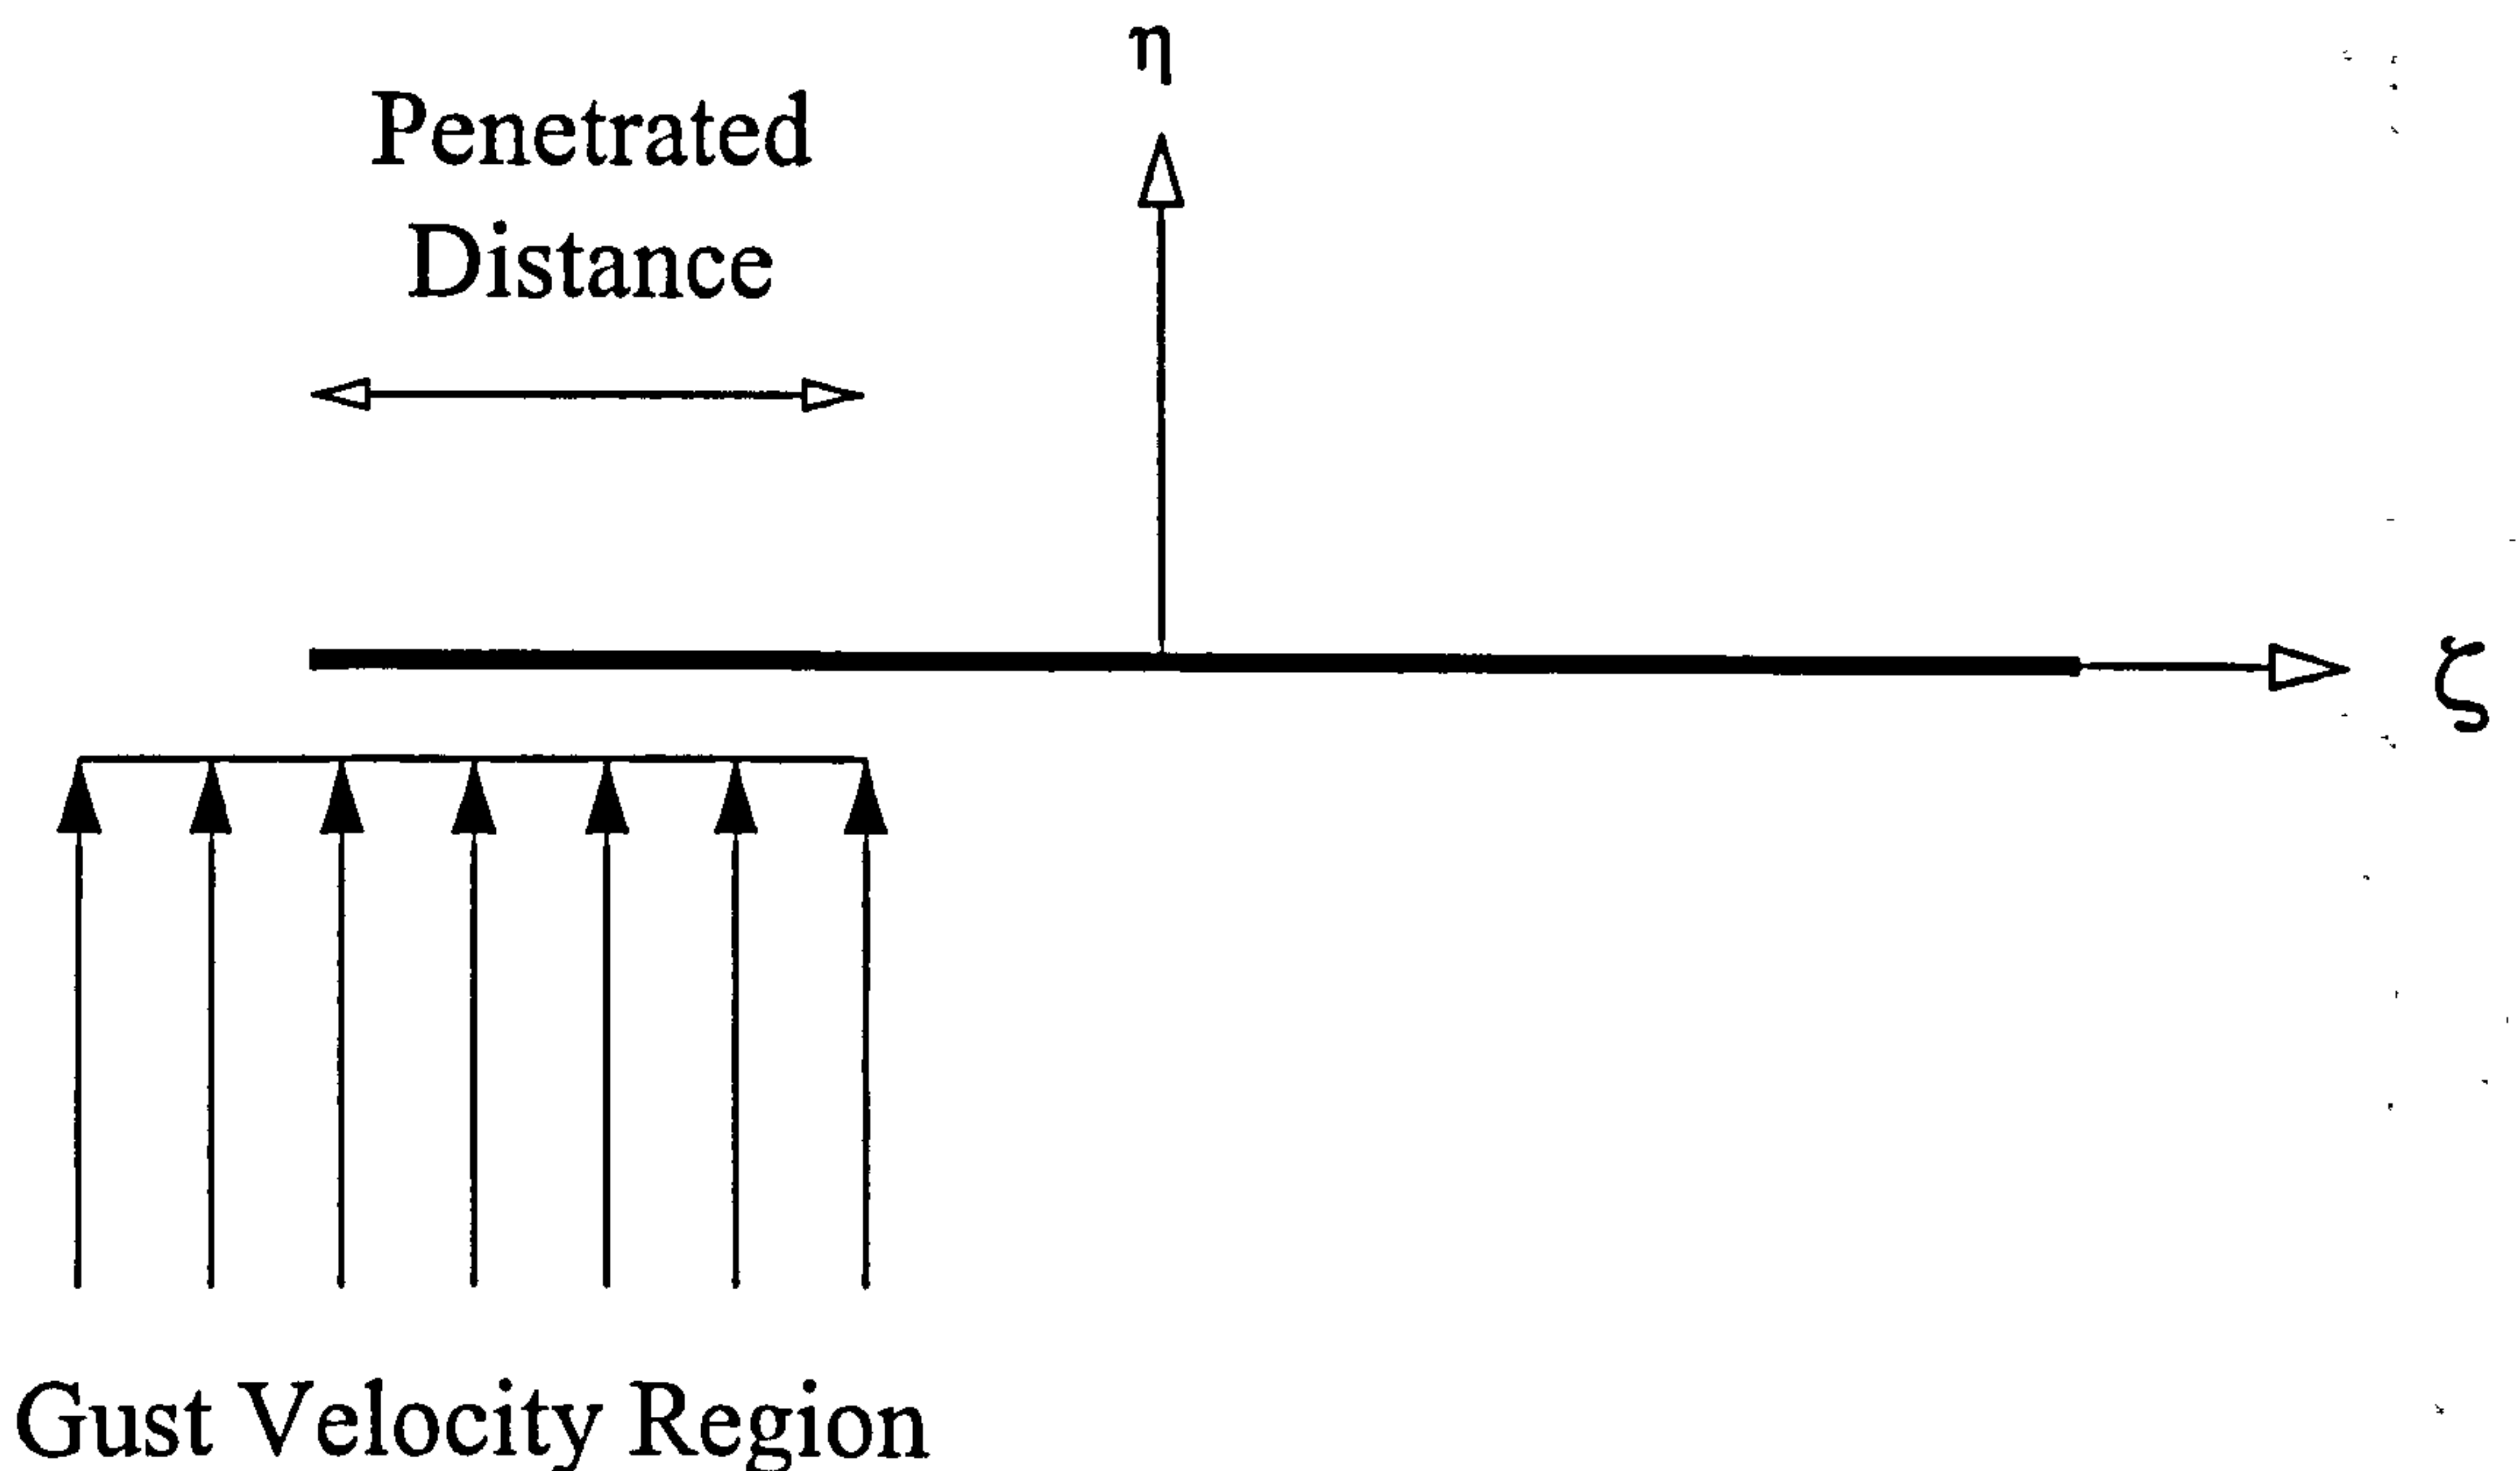 η
Penetrated
Distance
ζ
Gust Velocity Region